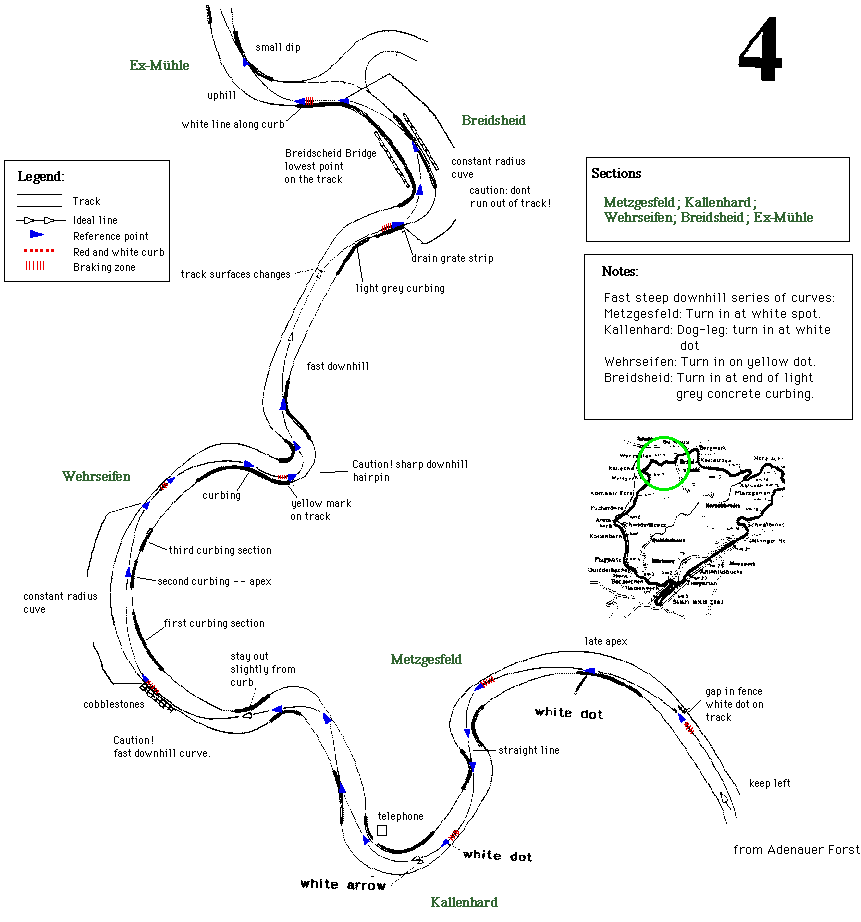 4
small dip
Ex-Mühle
uphill
white line along curb
Breidsheid
Breidscheid Bridge
lowest point
on the track
constant radius
cuve
caution: dont
run out of track!
Legend:
Track
Ideal line
Reference point
Red and white curb
Braking zone
Sections
Metzgesfeld; Kallenhard;
Wehrseifen; Breidsheid; Ex-Mühle
drain grate strip
track surfaces changes
light grey curbing
Notes:
Fast steep downhill series of curves:
Metzgesfeld: Turn in at white spot.
Kallenhard: Dog-leg: turn in at white
dot
Wehrseifen: Turn in on yellow dot.
Breidsheid: Turn in at end of light
grey concrete curbing.
fast downhill
Wehrseifen
Caution! sharp downhill
hairpin
curbing
yellow mark
on track
third curbing section
second curbing -- apex
constant radius
cuve
first curbing section
stay out
slightly from
curb
Metzgesfeld
late apex
cobblestones
white dot
gap in fence
white dot on
track
Caution!
fast downhill curve.
straight line
keep left
telephone
white dot
from Adenauer Forst
white arrow
Kallenhard